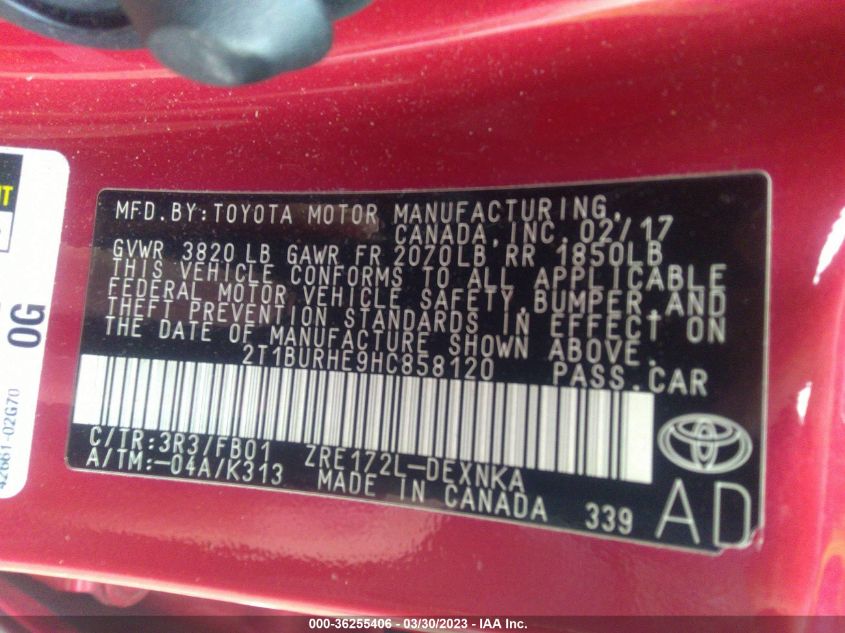 MFD.BY:TOYOTA MOTOR MANUFACTURING,
CANADA,INC. 02/17
GVWR 3820 LB GAWR FR 2070LB RR 1850LB
THIS VEHICLE CONFORMS TO ALL APPLICABLE
FEDERAL MOTOR VEHICLE SAFETY,BUMPER,AND
THEFT PREVENTION STANDARDS IN EFFECT ON
THE DATE OF MANUFACTURE SHOWN ABOVE.
2T1BURHE9HC858120 PASS.CAR
C/TR:3R3/FB01 ZRE172L-DEXNKA
A/TM:-04A/K313 MADE IN CANADA 339
AD
0G
42661-02G70
000-36255406 - 03/30/2023 - IAA Inc.